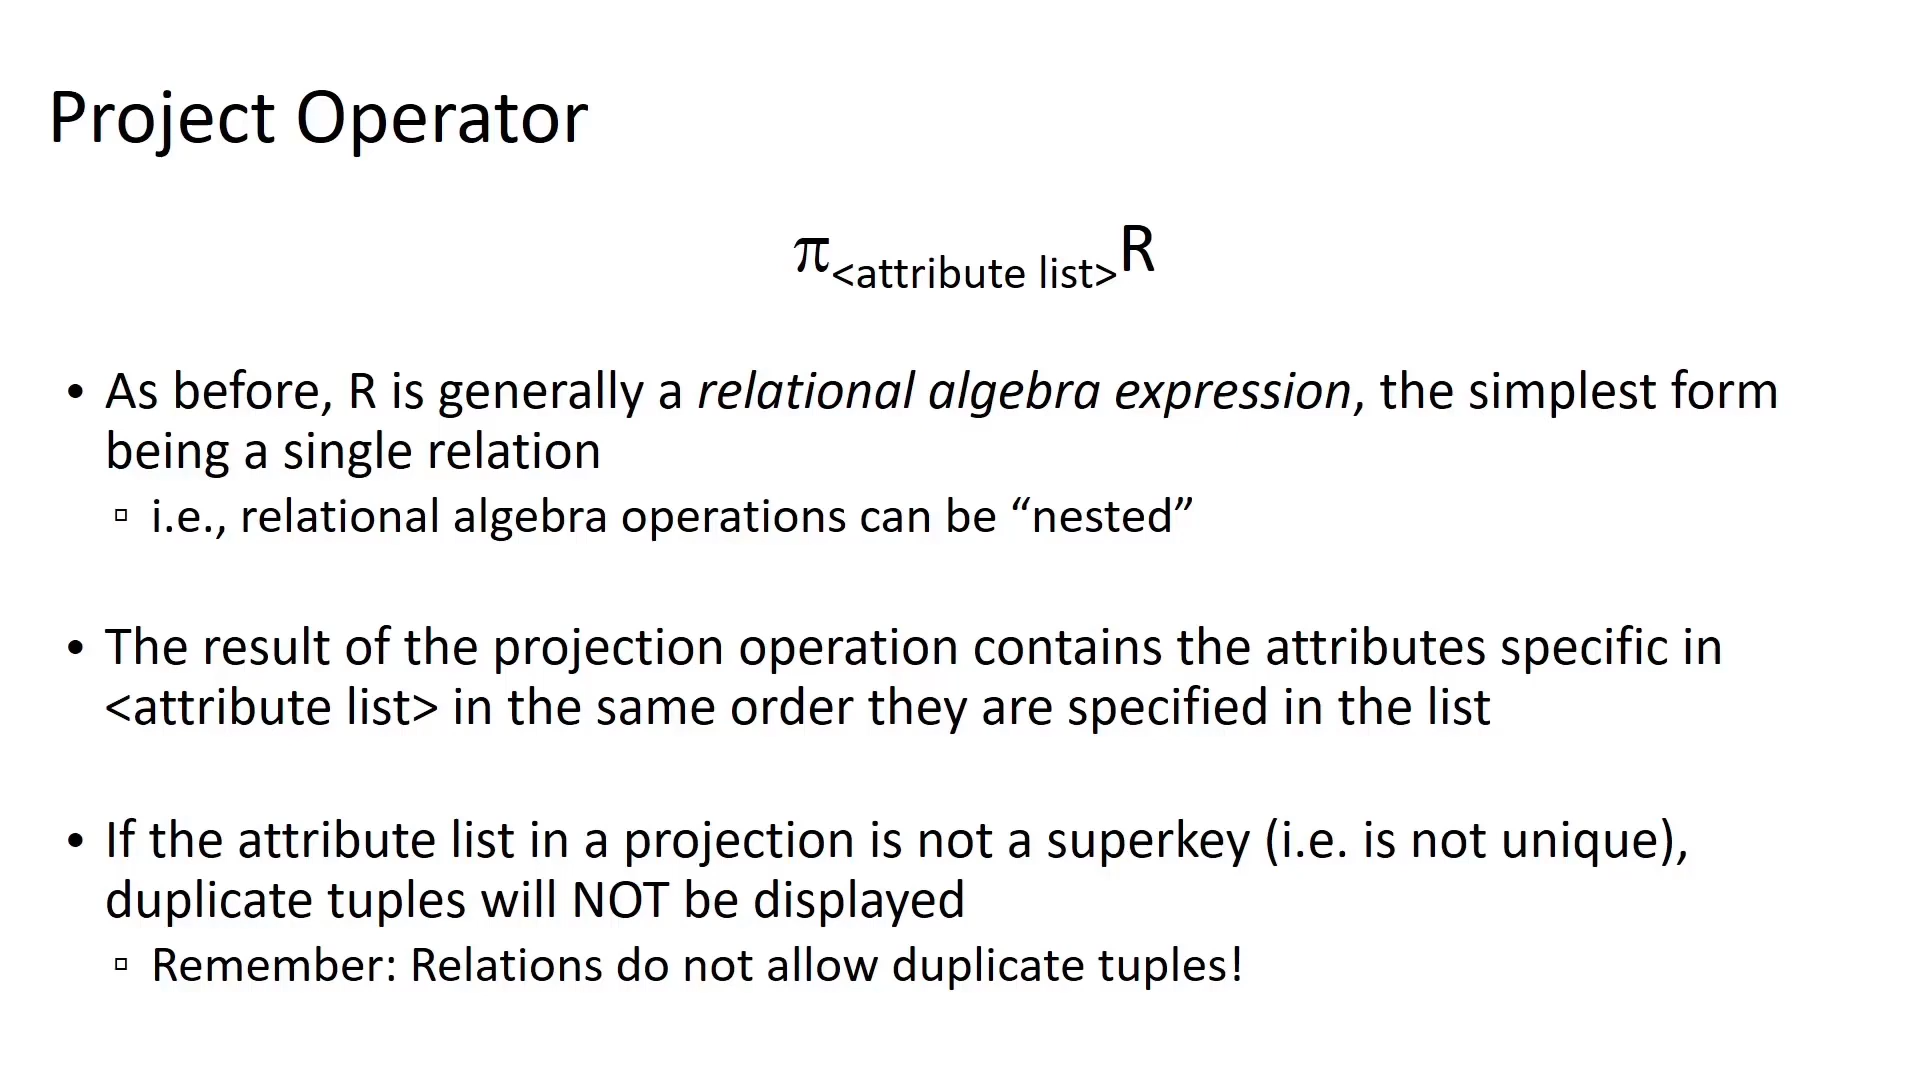 Project Operator
π<attribute list>R
• As before, R is generally a relational algebra expression, the simplest form
being a single relation
▫ i.e., relational algebra operations can be “nested”
• The result of the projection operation contains the attributes specific in
<attribute list> in the same order they are specified in the list
• If the attribute list in a projection is not a superkey (i.e. is not unique),
duplicate tuples will NOT be displayed
▫ Remember: Relations do not allow duplicate tuples!